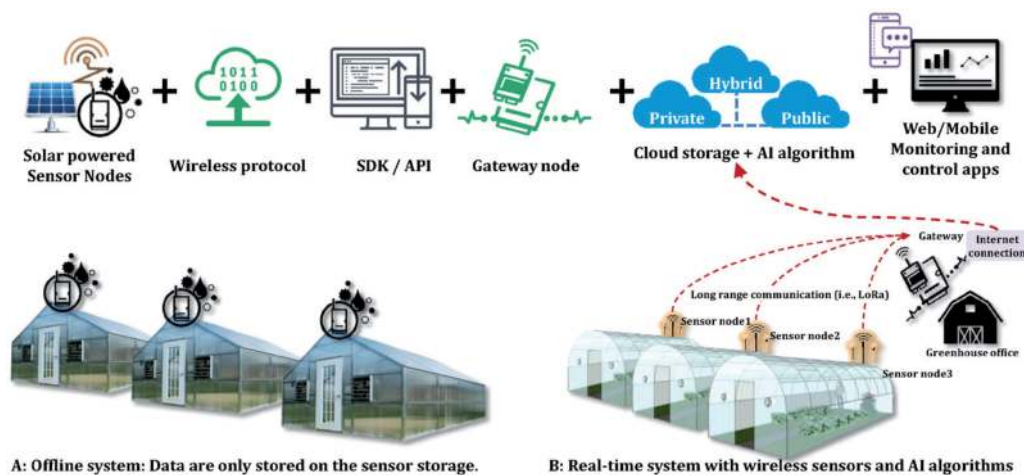 1011
0100
Hybrid
Private
Public
Solar powered
Sensor Nodes
Wireless protocol
SDK / API
Gateway node
Cloud storage + AI algorithm
Web/Mobile
Monitoring and
control apps
Gateway
Internet
connection
Long range communication (i.e., LoRa)
Sensor node1
Sensor node2
Sensor node3
Greenhouse office
A: Offline system: Data are only stored on the sensor storage.
B: Real-time system with wireless sensors and AI algorithms